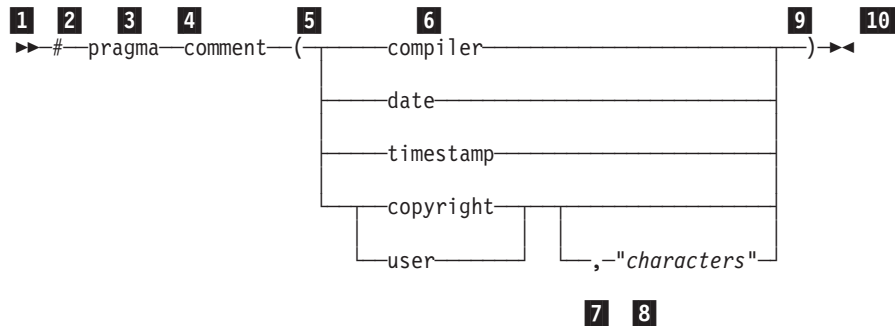 1 2 3 4 5 6 9 10
# pragma comment ( compiler )
date
timestamp
copyright
user , "characters"
7 8